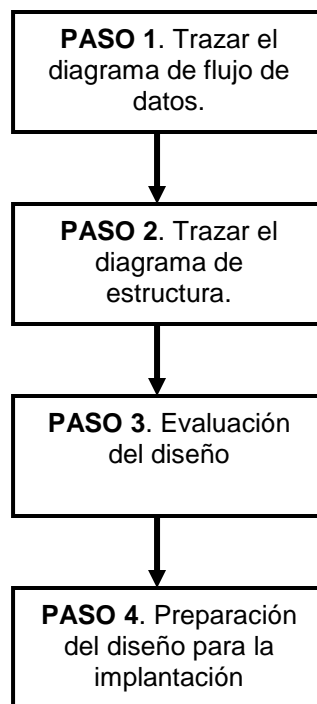 PASO 1. Trazar el
diagrama de flujo de
datos.
PASO 2. Trazar el
diagrama de
estructura.
PASO 3. Evaluación
del diseño
PASO 4. Preparación
del diseño para la
implantación